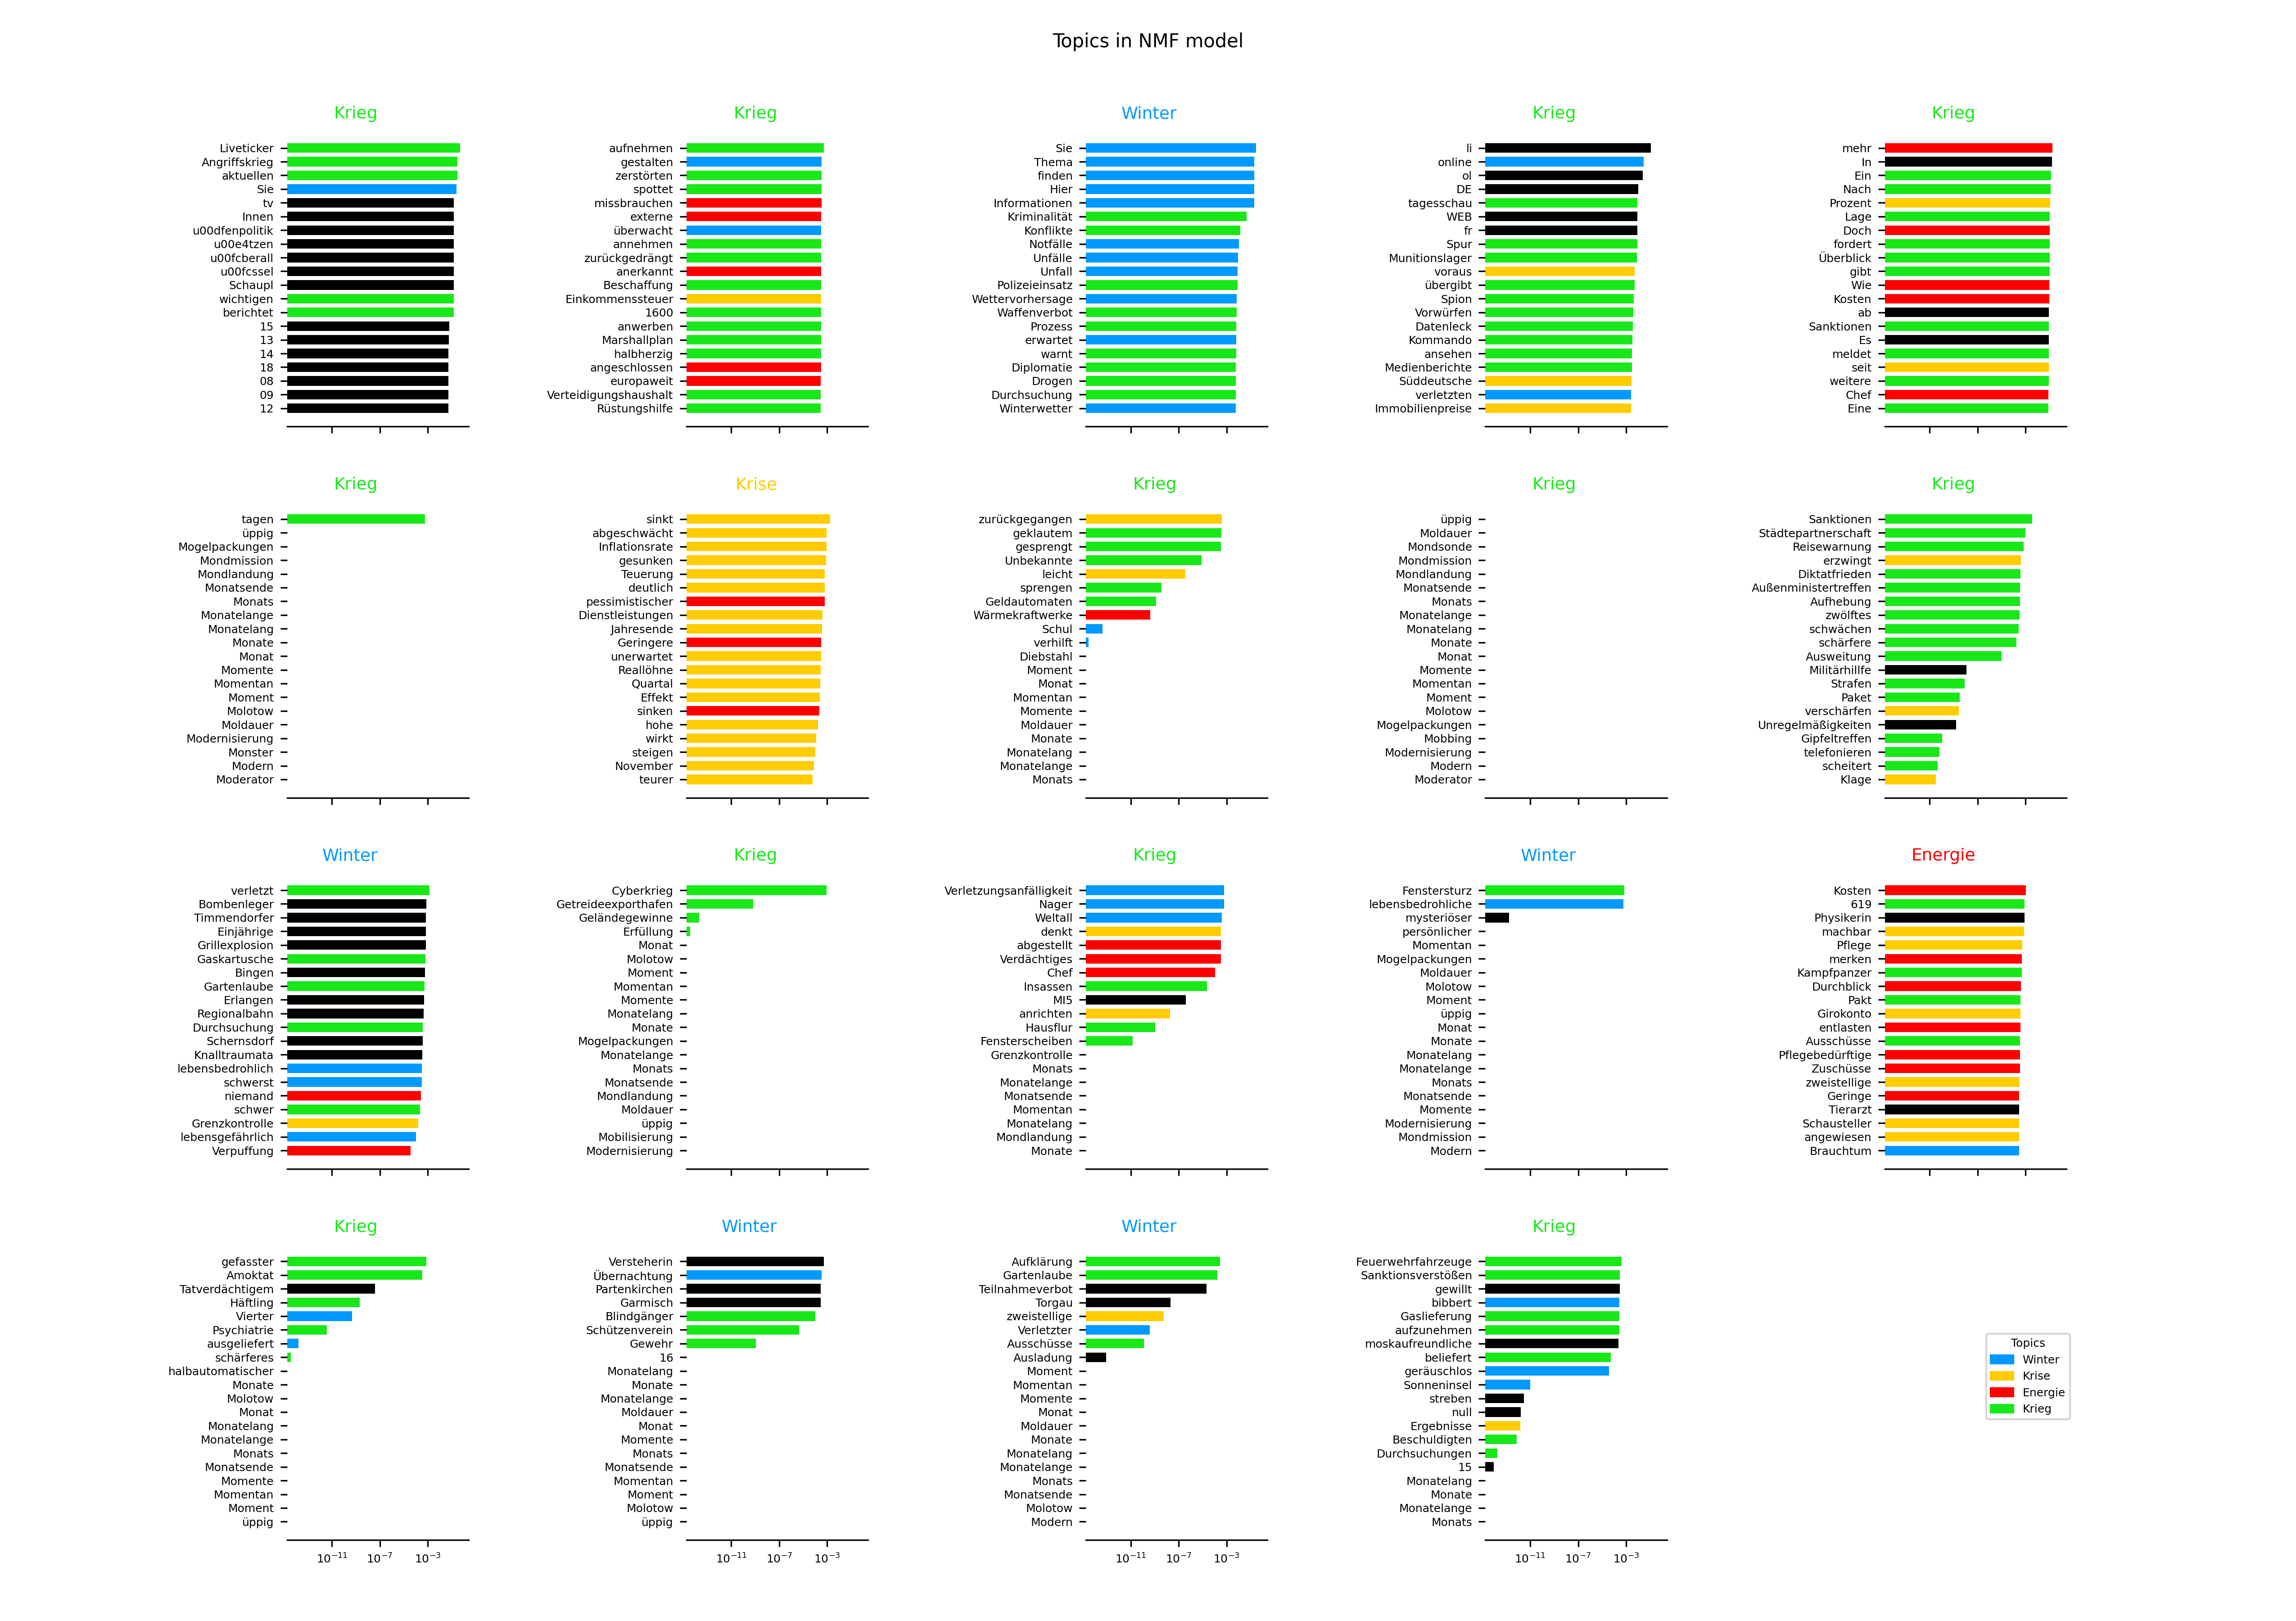 Topics in NMF model
Krieg
Liveticker
Angriffskrieg
aktuellen
Sie
tv
Innen
u00dfenpolitik
u00e4tzen
u00fcberall
u00fcssel
Schaupl
wichtigen
berichtet
15
13
14
18
08
09
12
Krieg
aufnehmen
gestalten
zerstörten
spottet
missbrauchen
externe
überwacht
annehmen
zurückgedrängt
anerkannt
Beschaffung
Einkommenssteuer
1600
anwerben
Marshallplan
halbherzig
angeschlossen
europaweit
Verteidigungshaushalt
Rüstungshilfe
Winter
Sie
Thema
finden
Hier
Informationen
Kriminalität
Konflikte
Notfälle
Unfälle
Unfall
Polizeieinsatz
Wettervorhersage
Waffenverbot
Prozess
erwartet
warnt
Diplomatie
Drogen
Durchsuchung
Winterwetter
Krieg
li
online
ol
DE
tagesschau
WEB
fr
Spur
Munitionslager
voraus
übergibt
Spion
Vorwürfen
Datenleck
Kommando
ansehen
Medienberichte
Süddeutsche
verletzten
Immobilienpreise
Krieg
mehr
In
Ein
Nach
Prozent
Lage
Doch
fordert
Überblick
gibt
Wie
Kosten
ab
Sanktionen
Es
meldet
seit
weitere
Chef
Eine
Krieg
tagen
üppig
Mogelpackungen
Mondmission
Mondlandung
Monatsende
Monats
Monatelange
Monatelang
Monate
Monat
Momente
Momentan
Moment
Molotow
Moldauer
Modernisierung
Monster
Modern
Moderator
Krise
sinkt
abgeschwächt
Inflationsrate
gesunken
Teuerung
deutlich
pessimistischer
Dienstleistungen
Jahresende
Geringere
unerwartet
Reallöhne
Quartal
Effekt
sinken
hohe
wirkt
steigen
November
teurer
Krieg
zurückgegangen
geklautem
gesprengt
Unbekannte
leicht
sprengen
Geldautomaten
Wärmekraftwerke
Schul
verhilft
Diebstahl
Moment
Monat
Momentan
Momente
Moldauer
Monate
Monatelang
Monatelange
Monats
Krieg
üppig
Moldauer
Mondsonde
Mondmission
Mondlandung
Monatsende
Monats
Monatelange
Monatelang
Monate
Monat
Momente
Momentan
Moment
Molotow
Mogelpackungen
Mobbing
Modernisierung
Modern
Moderator
Krieg
Sanktionen
Städtepartnerschaft
Reisewarnung
erzwingt
Diktatfrieden
Außenministertreffen
Aufhebung
zwölftes
schwächen
schärfere
Ausweitung
Militärhillfe
Strafen
Paket
verschärfen
Unregelmäßigkeiten
Gipfeltreffen
telefonieren
scheitert
Klage
Winter
verletzt
Bombenleger
Timmendorfer
Einjährige
Grillexplosion
Gaskartusche
Bingen
Gartenlaube
Erlangen
Regionalbahn
Durchsuchung
Schernsdorf
Knalltraumata
lebensbedrohlich
schwerst
niemand
schwer
Grenzkontrolle
lebensgefährlich
Verpuffung
Krieg
Cyberkrieg
Getreideexporthafen
Geländegewinne
Erfüllung
Monat
Molotow
Moment
Momentan
Momente
Monatelang
Monate
Mogelpackungen
Monatelange
Monats
Monatsende
Mondlandung
Moldauer
üppig
Mobilisierung
Modernisierung
Krieg
Verletzungsanfälligkeit
Nager
Weltall
denkt
abgestellt
Verdächtiges
Chef
Insassen
MI5
anrichten
Hausflur
Fensterscheiben
Grenzkontrolle
Monats
Monatelange
Monatsende
Momentan
Monatelang
Mondlandung
Monate
Winter
Fenstersturz
lebensbedrohliche
mysteriöser
persönlicher
Momentan
Mogelpackungen
Moldauer
Molotow
Moment
üppig
Monat
Monate
Monatelang
Monatelange
Monats
Monatsende
Momente
Modernisierung
Mondmission
Modern
Energie
Kosten
619
Physikerin
machbar
Pflege
merken
Kampfpanzer
Durchblick
Pakt
Girokonto
entlasten
Ausschüsse
Pflegebedürftige
Zuschüsse
zweistellige
Geringe
Tierarzt
Schausteller
angewiesen
Brauchtum
Krieg
gefasster
Amoktat
Tatverdächtigem
Häftling
Vierter
Psychiatrie
ausgeliefert
schärferes
halbautomatischer
Monate
Molotow
Monat
Monatelang
Monatelange
Monats
Monatsende
Momente
Momentan
Moment
üppig
10⁻¹¹ 10⁻⁷ 10⁻³
Winter
Versteherin
Übernachtung
Partenkirchen
Garmisch
Blindgänger
Schützenverein
Gewehr
16
Monatelang
Monate
Monatelange
Moldauer
Monat
Momente
Monats
Monatsende
Momentan
Moment
Molotow
üppig
10⁻¹¹ 10⁻⁷ 10⁻³
Winter
Aufklärung
Gartenlaube
Teilnahmeverbot
Torgau
zweistellige
Verletzter
Ausschüsse
Ausladung
Moment
Momentan
Momente
Monat
Moldauer
Monate
Monatelang
Monatelange
Monats
Monatsende
Molotow
Modern
10⁻¹¹ 10⁻⁷ 10⁻³
Krieg
Feuerwehrfahrzeuge
Sanktionsverstößen
gewillt
bibbert
Gaslieferung
aufzunehmen
moskaufreundliche
beliefert
geräuschlos
Sonneninsel
streben
null
Ergebnisse
Beschuldigten
Durchsuchungen
15
Monatelang
Monate
Monatelange
Monats
10⁻¹¹ 10⁻⁷ 10⁻³
Topics
Winter
Krise
Energie
Krieg